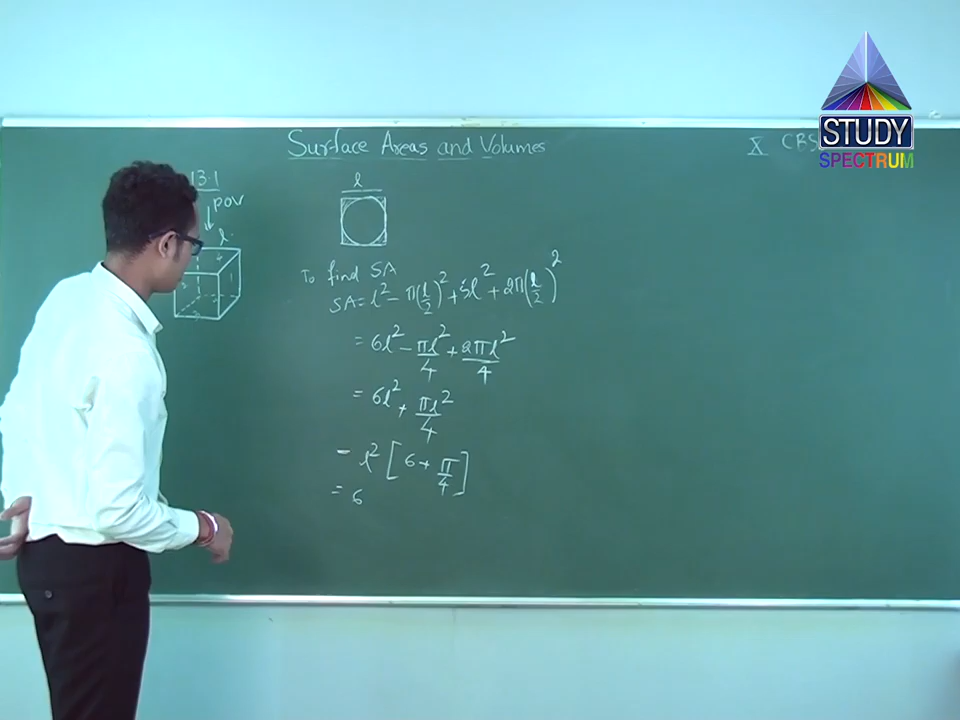 Surface Areas and Volumes
X CBS
STUDY
SPECTRUM
13.1
POV
l
l
To find SA
SA = l² - π(l/2)² + 5l² + 2π(l/2)²
= 6l² - πl²/4 + 2πl²/4
= 6l² + πl²/4
- l² [6 + π/4]
= 6